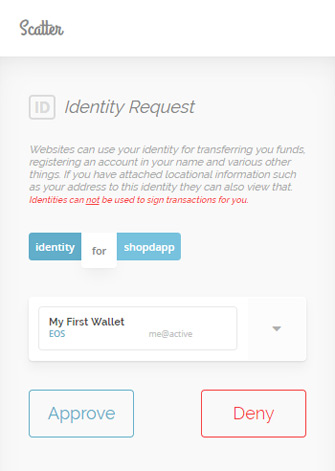 Scatter
ID Identity Request
Websites can use your identity for transferring you funds,
registering an account in your name and various other
things. If you have attached locational information such
as your address to this identity they can also view that.
Identities can not be used to sign transactions for you.
identity for shopdapp
My First Wallet
EOS me@active
Approve Deny